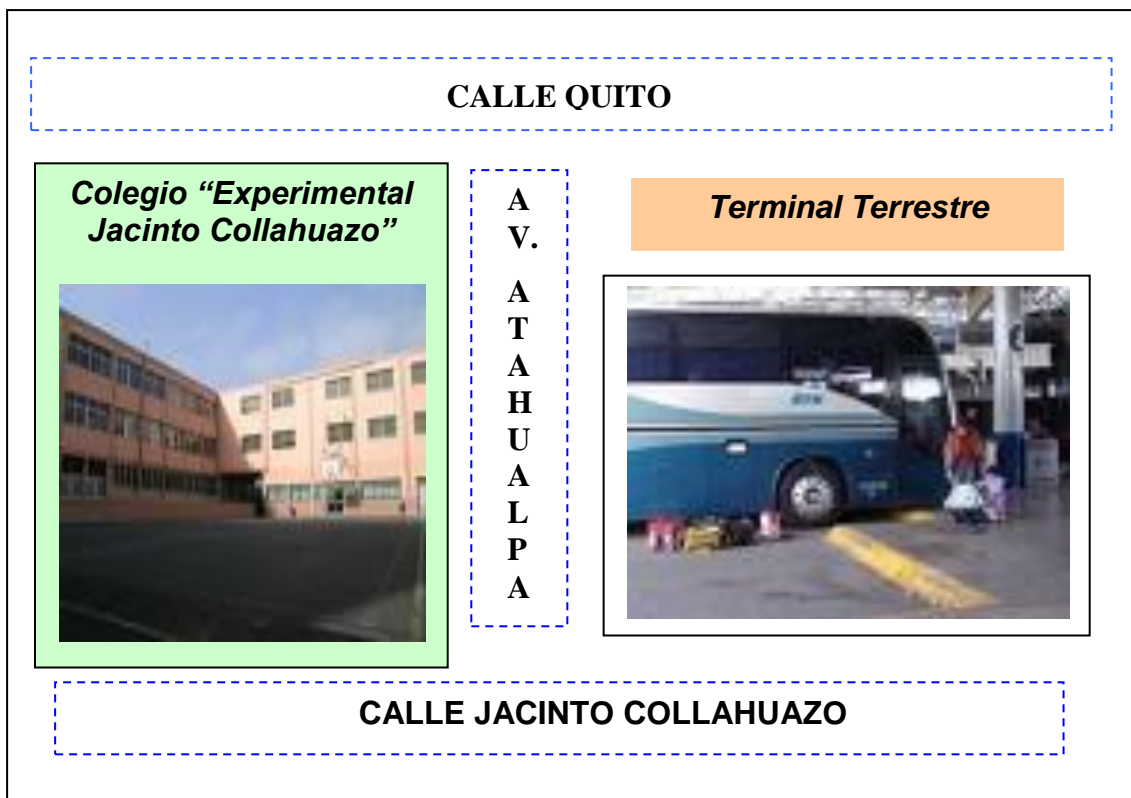 CALLE QUITO
Colegio “Experimental
Jacinto Collahuazo”
A
V.
A
T
A
H
U
A
L
P
A
Terminal Terrestre
CALLE JACINTO COLLAHUAZO